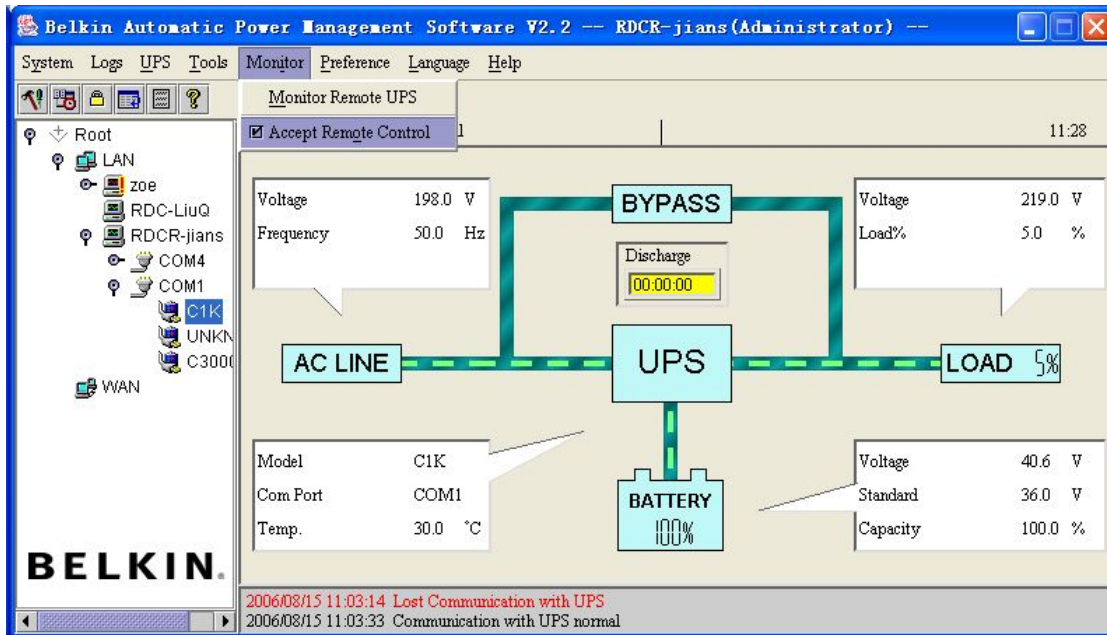 Belkin Automatic Power Management Software V2.2 -- RDCR-jians(Administrator) --
System Logs UPS Tools Monitor Preference Language Help
Monitor Remote UPS
Accept Remote Control
11:28
Root
LAN
zoe
RDC-LiuQ
RDCR-jians
COM4
COM1
C1K
UNKN
C3000
WAN
BELKIN.
Voltage 198.0 V
Frequency 50.0 Hz
BYPASS
Discharge
00:00:00
Voltage 219.0 V
Load% 5.0 %
AC LINE
UPS
LOAD 5%
Model C1K
Com Port COM1
Temp. 30.0 °C
BATTERY
100%
Voltage 40.6 V
Standard 36.0 V
Capacity 100.0 %
2006/08/15 11:03:14 Lost Communication with UPS
2006/08/15 11:03:33 Communication with UPS normal